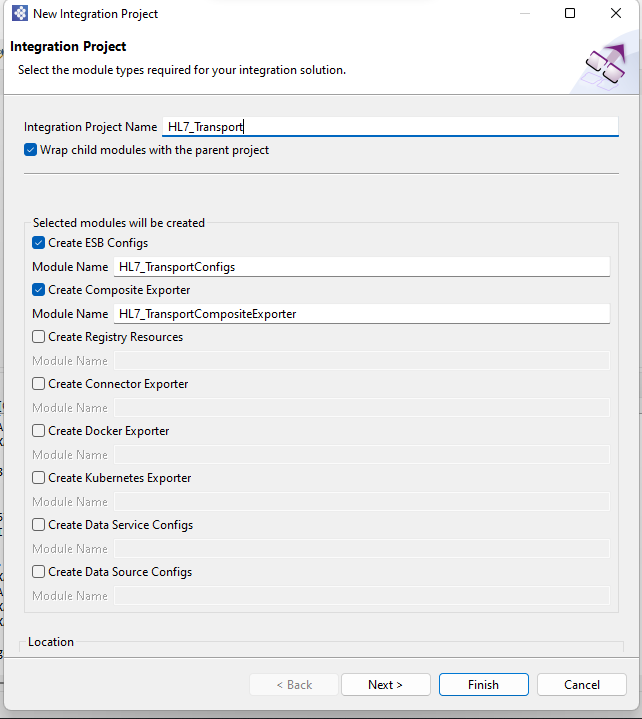 New Integration Project
Integration Project
Select the module types required for your integration solution.
Integration Project Name HL7_Transport
Wrap child modules with the parent project
Selected modules will be created
Create ESB Configs
Module Name HL7_TransportConfigs
Create Composite Exporter
Module Name HL7_TransportCompositeExporter
Create Registry Resources
Module Name
Create Connector Exporter
Module Name
Create Docker Exporter
Module Name
Create Kubernetes Exporter
Module Name
Create Data Service Configs
Module Name
Create Data Source Configs
Module Name
Location
< Back Next > Finish Cancel